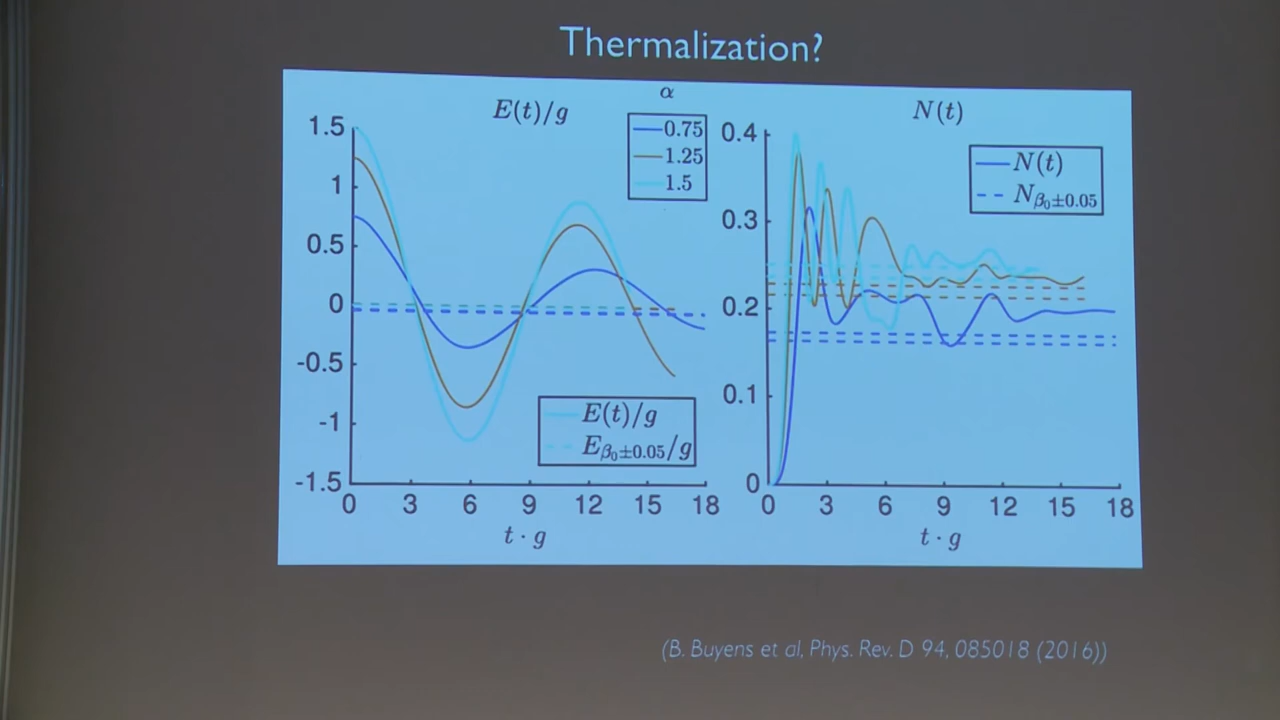 Thermalization?
E(t)/g
α
0.75
1.25
1.5
1.5
1
0.5
0
-0.5
-1
-1.5
0 3 6 9 12 15 18
t · g
E(t)/g
E_{β₀±0.05}/g
N(t)
N(t)
N_{β₀±0.05}
0.4
0.3
0.2
0.1
0
0 3 6 9 12 15 18
t · g
(B. Buyens et al, Phys. Rev. D 94, 085018 (2016))